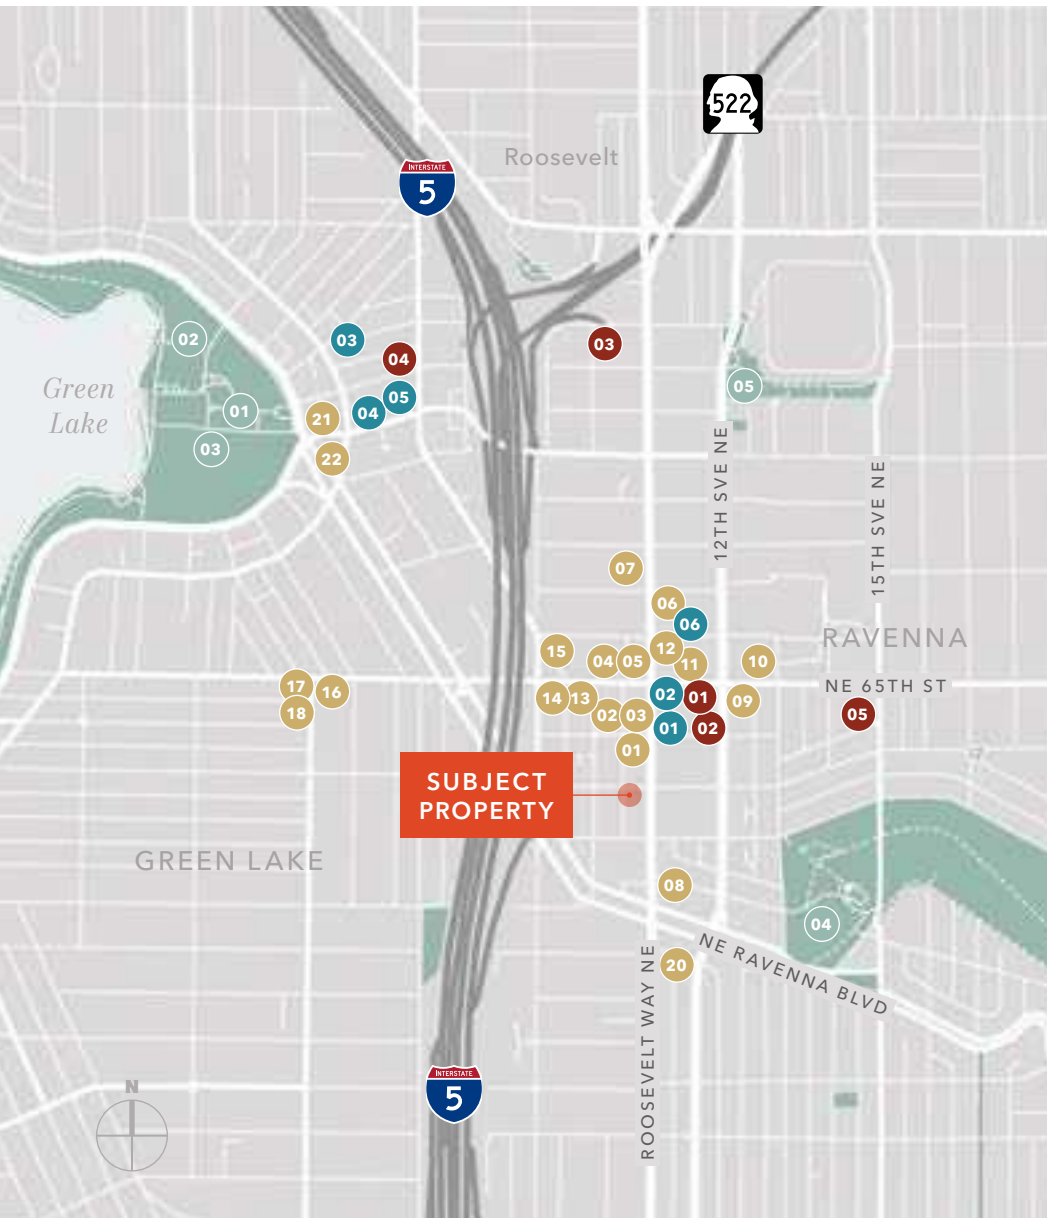 522
Roosevelt
INTERSTATE
5
02
03
03
04
05
Green
Lake
05
01
04
21
03
22
12TH SVE NE
15TH SVE NE
07
06
06
RAVENNA
15
12
04
05
11
10
NE 65TH ST
17
16
02
01
14
13
09
18
02
03
05
01
02
01
SUBJECT
PROPERTY
GREEN LAKE
08
04
NE RAVENNA BLVD
20
ROOSEVELT WAY NE
INTERSTATE
5
N